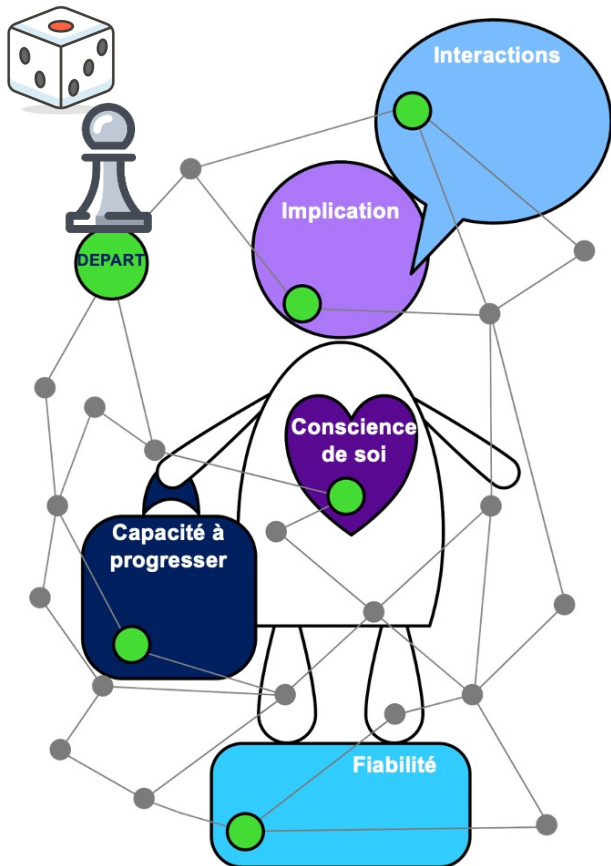 Interactions
Implication
DEPART
Conscience
de soi
Capacité à
progresser
Fiabilité